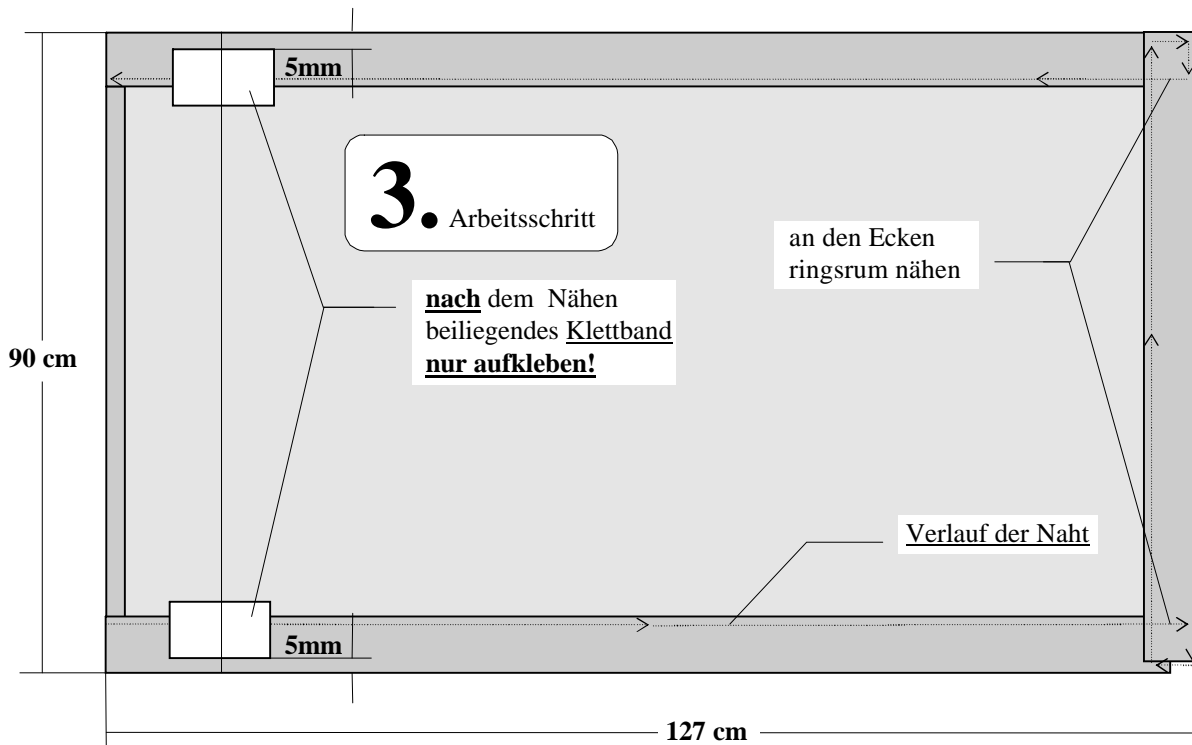 5mm
3. Arbeitsschritt
an den Ecken
ringsrum nähen
nach dem Nähen
beiliegendes Klettband
nur aufkleben!
90 cm
Verlauf der Naht
5mm
127 cm